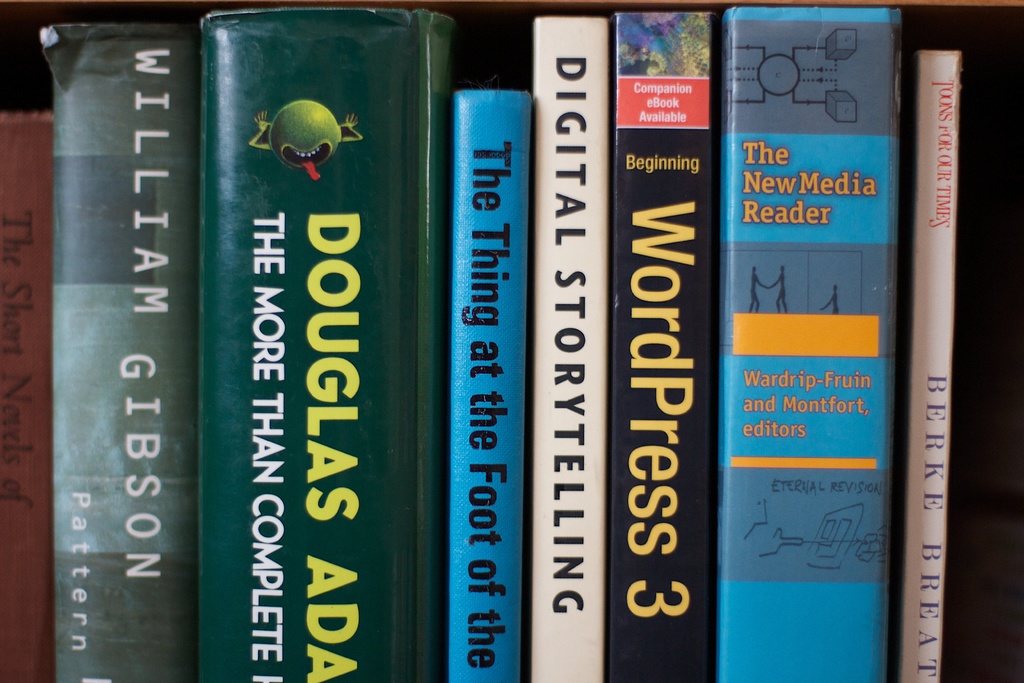 The Short Novels of
WILLIAM GIBSON
Pattern
DOUGLAS ADA
THE MORE THAN COMPLETE
The Thing at the Foot of the
DIGITAL STORYTELLING
Companion
eBook
Available
Beginning
WordPress 3
The
NewMedia
Reader
Wardrip-Fruin
and Montfort,
editors
ETERNAL REVISION
TOONS FOR OUR TIMES
BERKE BREAT